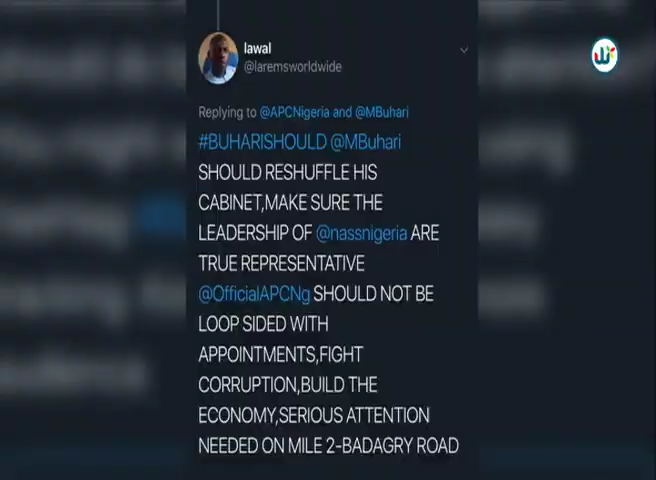 lawal
@laremsworldwide
Replying to @APCNigeria and @MBuhari
#BUHARISHOULD @MBuhari
SHOULD RESHUFFLE HIS
CABINET,MAKE SURE THE
LEADERSHIP OF @nassnigeria ARE
TRUE REPRESENTATIVE
@OfficialAPCNg SHOULD NOT BE
LOOP SIDED WITH
APPOINTMENTS,FIGHT
CORRUPTION,BUILD THE
ECONOMY,SERIOUS ATTENTION
NEEDED ON MILE 2-BADAGRY ROAD